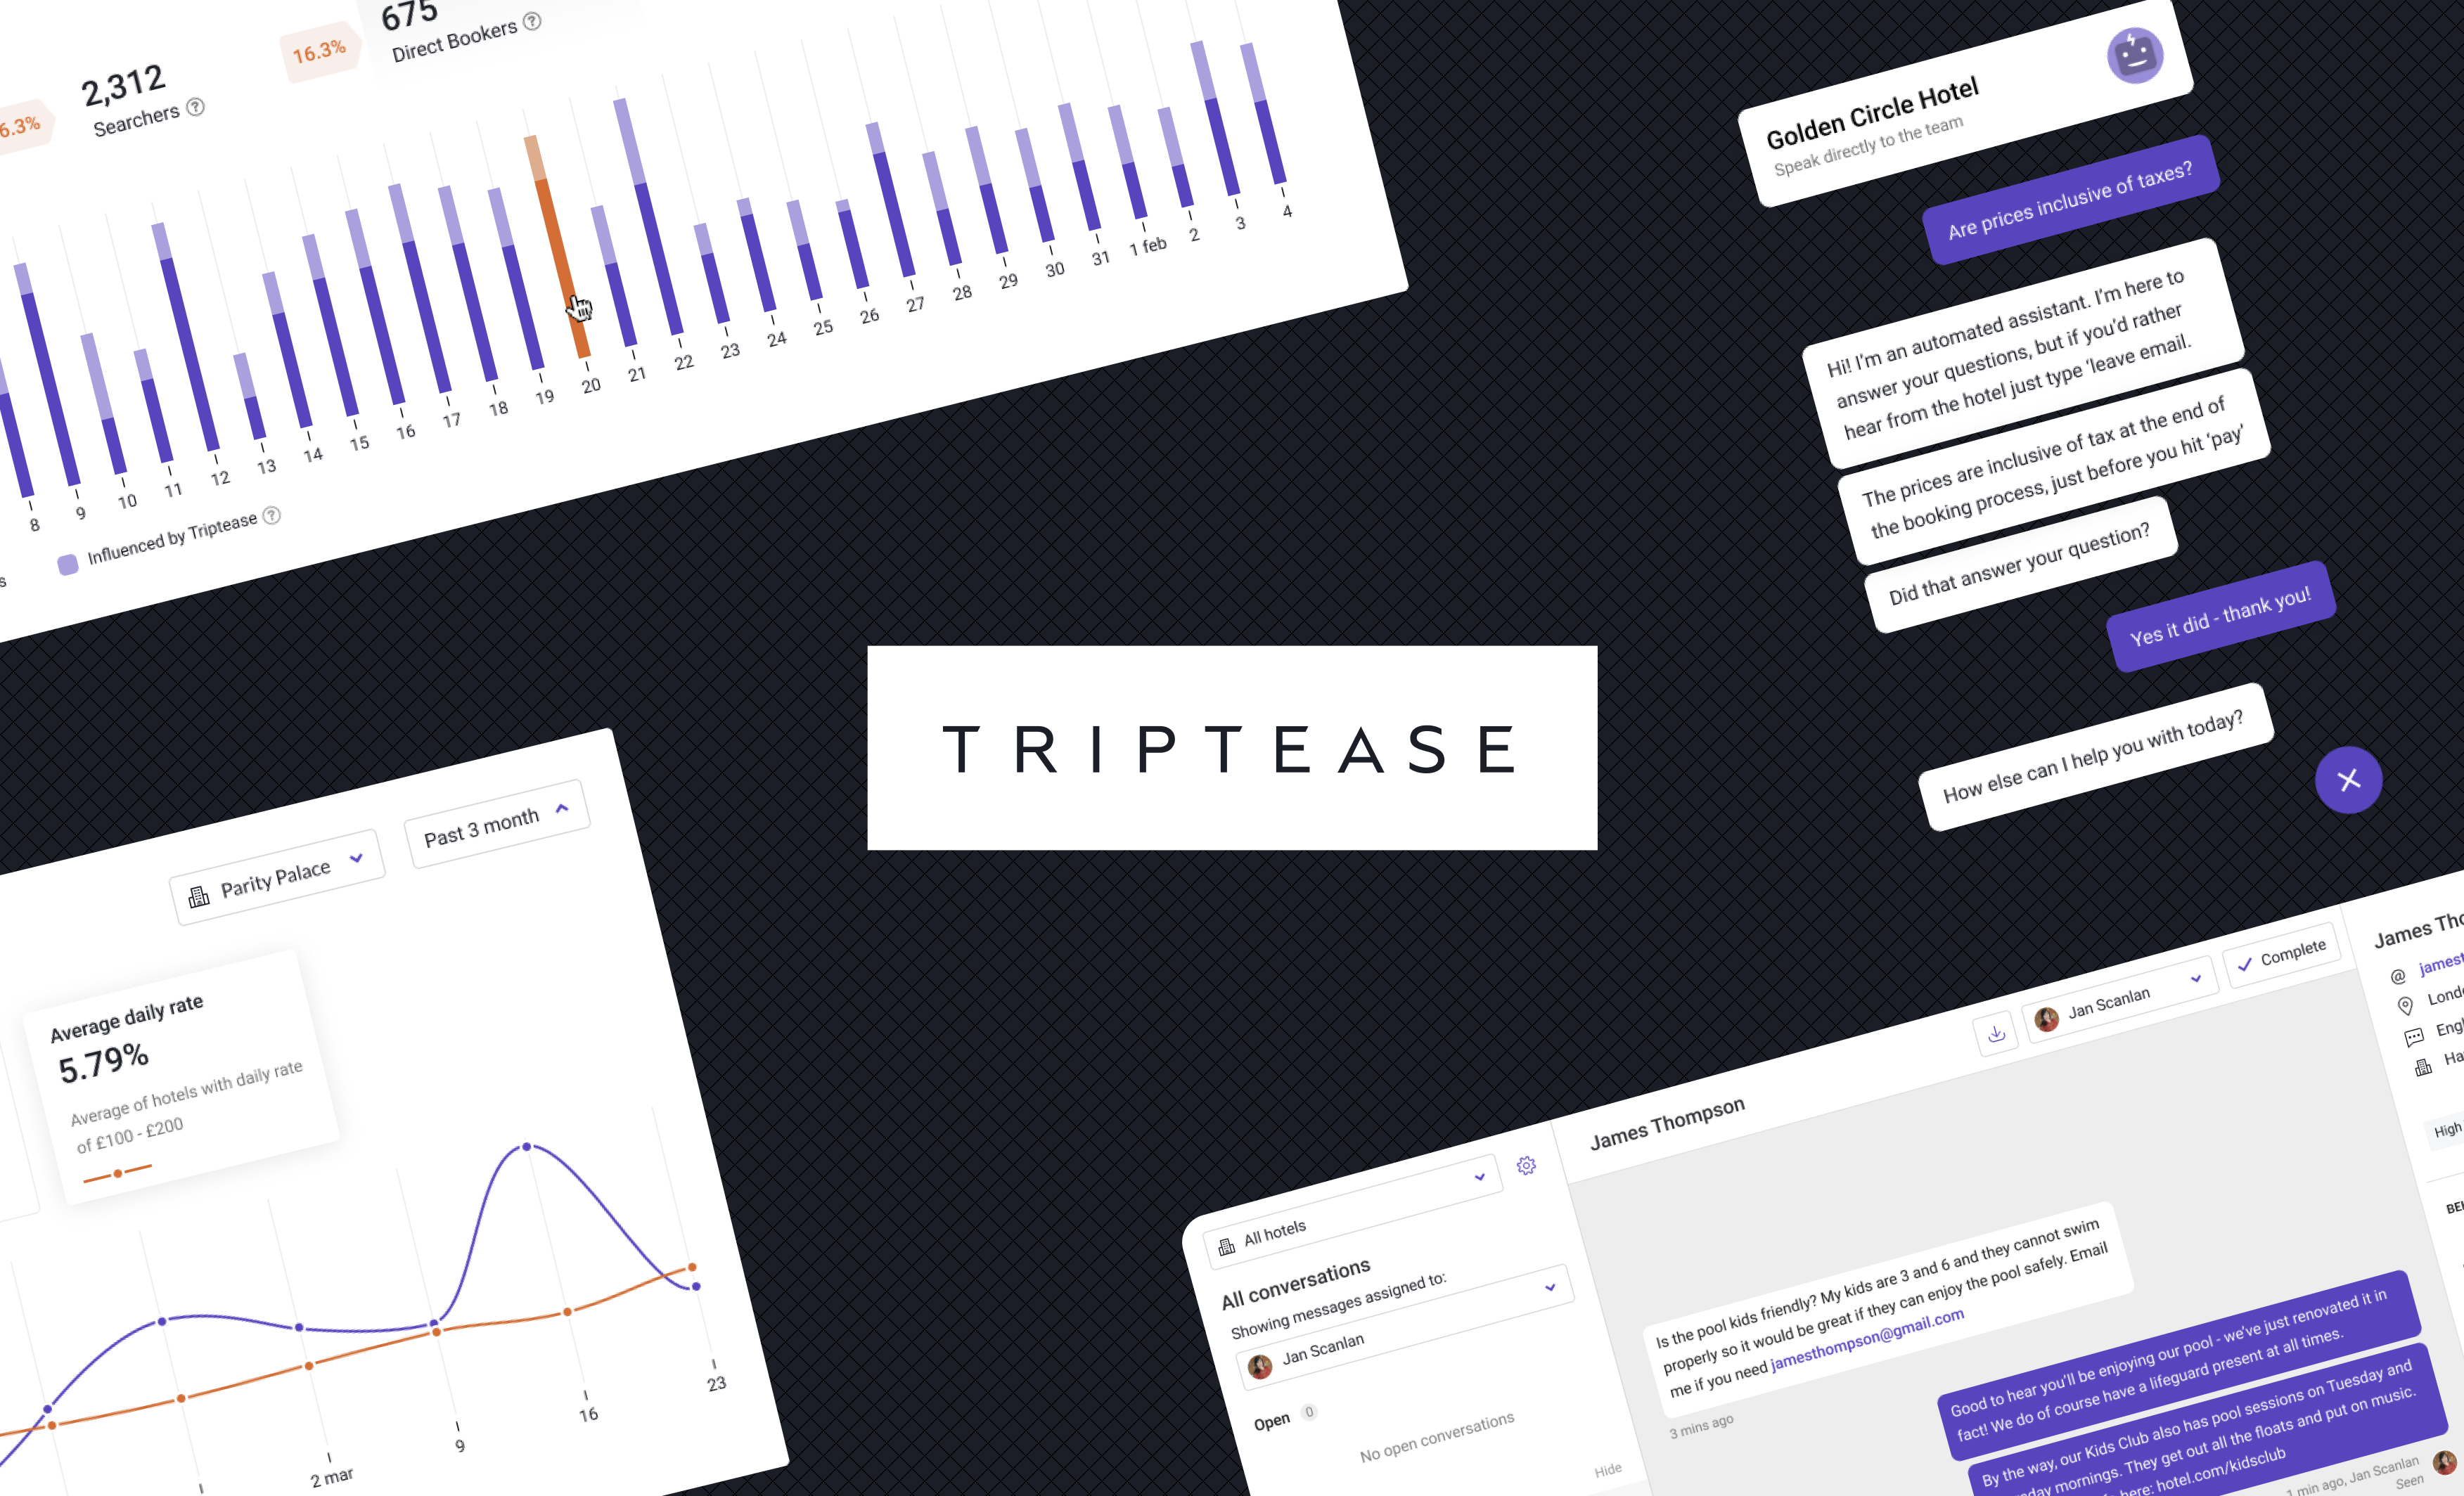 6.3%
2,312
Searchers
16.3%
675
Direct Bookers
8
9
10
11
12
13
14
15
16
17
18
19
20
21
22
23
24
25
26
27
28
29
30
31
1 feb
2
3
4
Influenced by Triptease
Golden Circle Hotel
Speak directly to the team
Are prices inclusive of taxes?
Hi! I'm an automated assistant. I'm here to
answer your questions, but if you'd rather
hear from the hotel just type 'leave email.
The prices are inclusive of tax at the end of
the booking process, just before you hit 'pay'
Did that answer your question?
Yes it did - thank you!
How else can I help you with today?
TRIPTEASE
Parity Palace
Past 3 month
Average daily rate
5.79%
Average of hotels with daily rate
of £100 - £200
2 mar
9
16
23
All hotels
All conversations
Showing messages assigned to:
Jan Scanlan
Open 0
No open conversations
Hide
James Thompson
Jan Scanlan
Complete
Is the pool kids friendly? My kids are 3 and 6 and they cannot swim
properly so it would be great if they can enjoy the pool safely. Email
me if you need jamesthompson@gmail.com
3 mins ago
Good to hear you'll be enjoying our pool - we've just renovated it in
fact! We do of course have a lifeguard present at all times.
By the way, our Kids Club also has pool sessions on Tuesday and
day mornings. They get out all the floats and put on music.
here: hotel.com/kidsclub
1 min ago, Jan Scanlan
Seen
James Tho
@ james
Lond
Engl
Ha
High